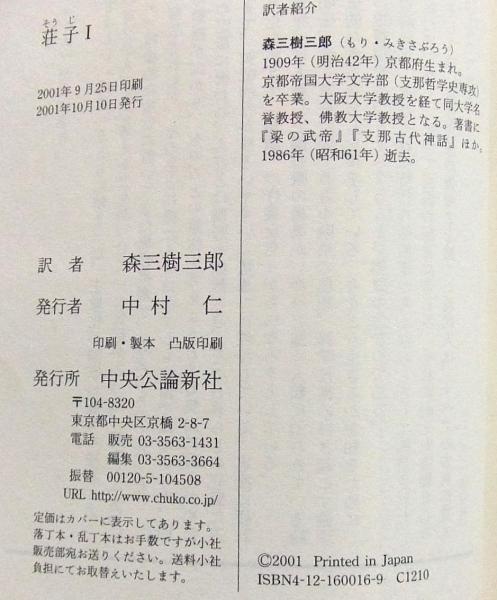 そうじ
荘子 I
2001年9月25日印刷
2001年10月10日発行
訳者 森三樹三郎
発行者 中村 仁
印刷・製本 凸版印刷
発行所 中央公論新社
〒104-8320
東京都中央区京橋 2-8-7
電話 販売 03-3563-1431
編集 03-3563-3664
振替 00120-5-104508
URL http://www.chuko.co.jp/
定価はカバーに表示してあります。
落丁本・乱丁本はお手数ですが小社
販売部宛お送りください。送料小社
負担にてお取替えいたします。
訳者紹介
森三樹三郎（もり・みきさぶろう）
1909年（明治42年）京都府生まれ。
京都帝国大学文学部（支那哲学史専攻）
を卒業。大阪大学教授を経て同大学名
誉教授、佛教大学教授となる。著書に
『梁の武帝』『支那古代神話』ほか。
1986年（昭和61年）逝去。
©2001 Printed in Japan
ISBN4-12-160016-9 C1210